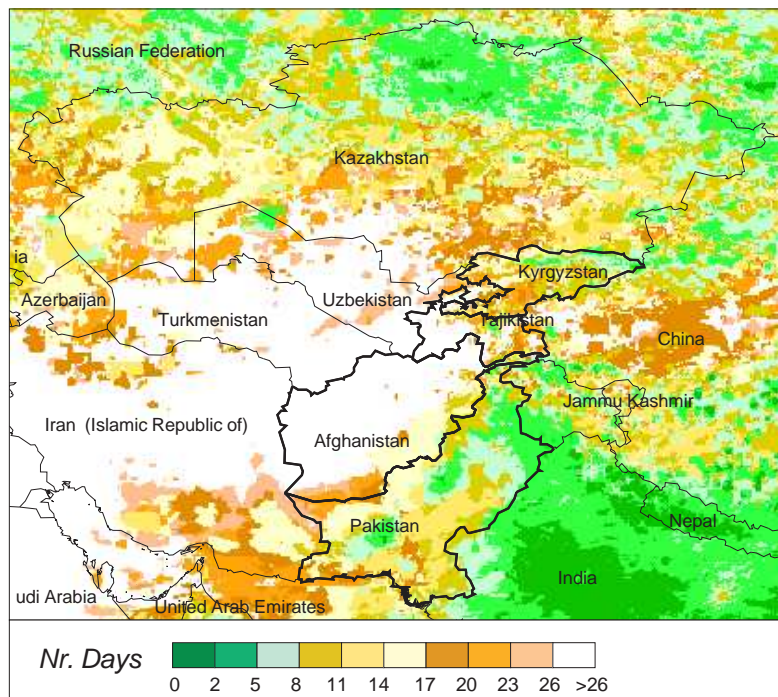 Russian Federation
Kazakhstan
ia
Kyrgyzstan
Azerbaijan
Uzbekistan
Turkmenistan
Tajikistan
China
Jammu Kashmir
Iran (Islamic Republic of)
Afghanistan
Pakistan
Nepal
India
udi Arabia
United Arab Emirates
Nr. Days
0 2 5 8 11 14 17 20 23 26 >26